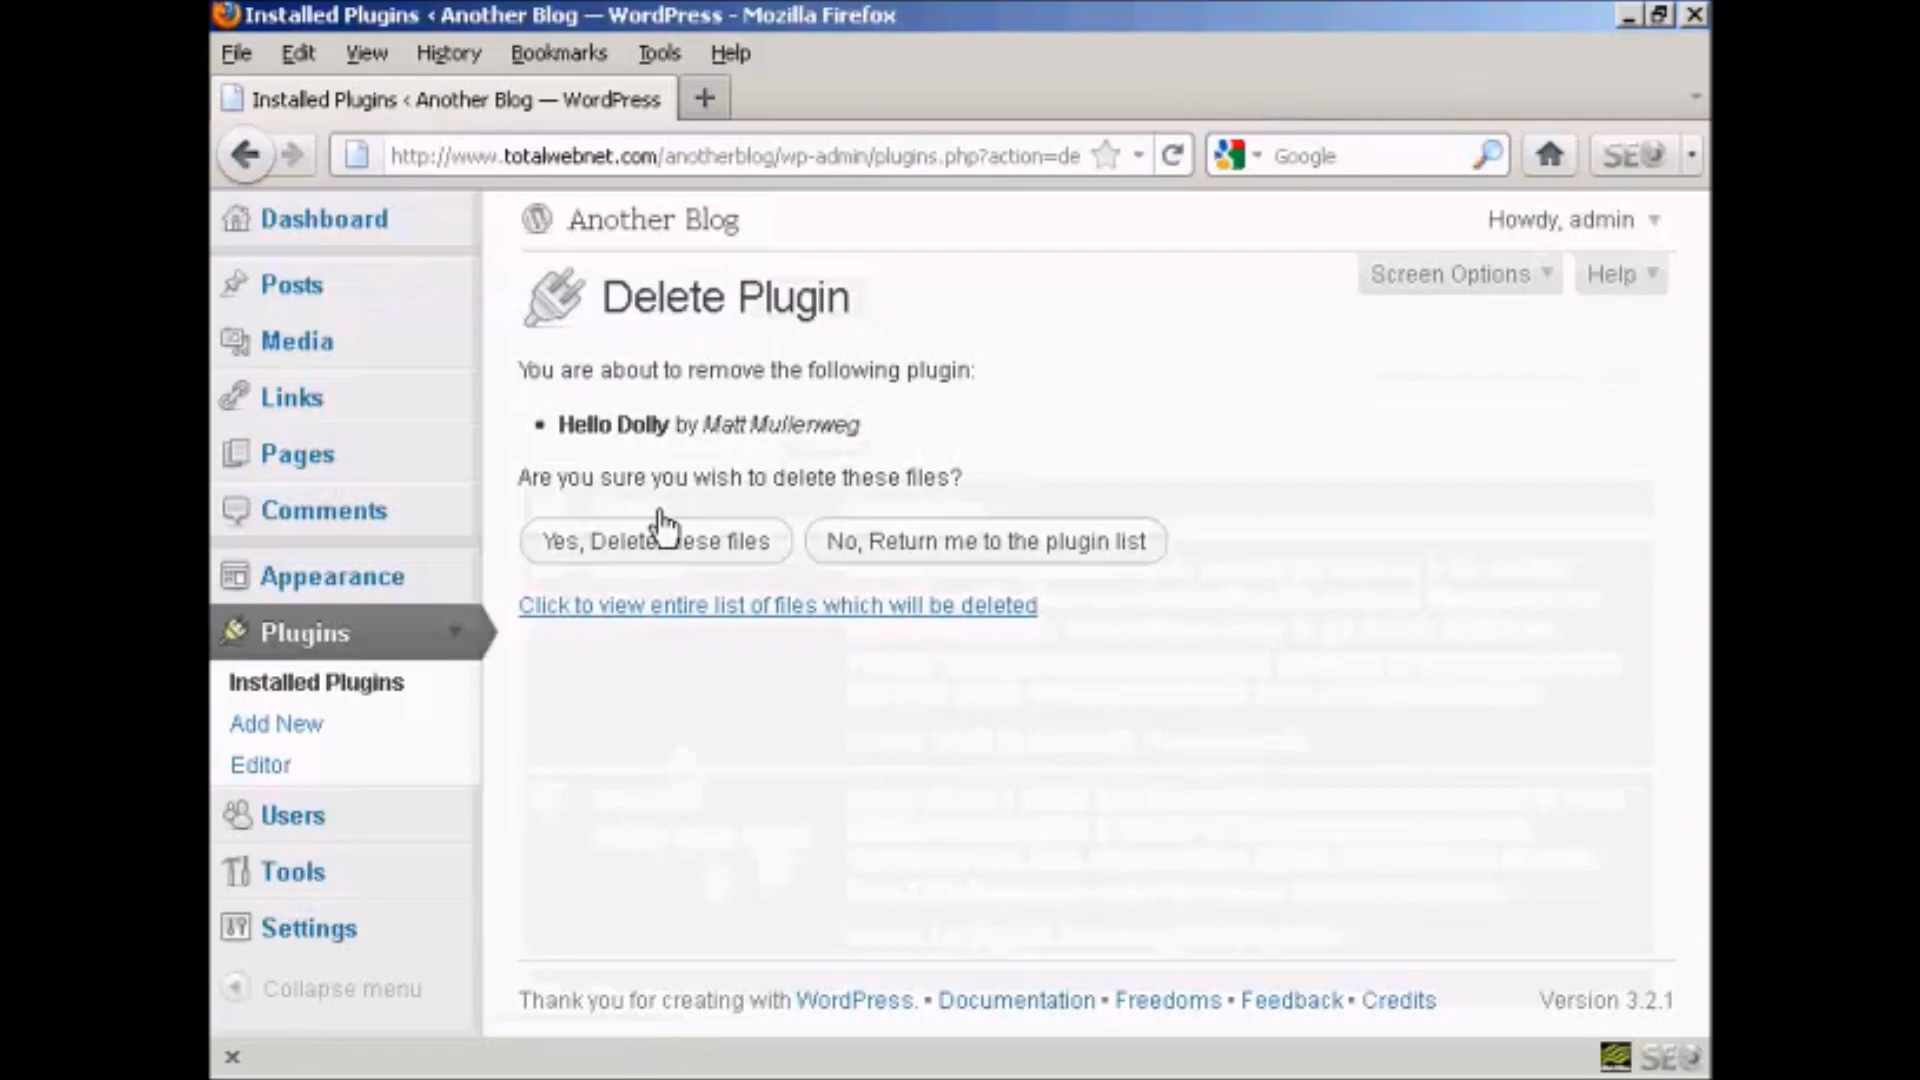 Installed Plugins ‹ Another Blog — WordPress - Mozilla Firefox
File Edit View History Bookmarks Tools Help
Installed Plugins ‹ Another Blog — WordPress
http://www.totalwebnet.com/anotherblog/wp-admin/plugins.php?action=de
Google
SEO
Dashboard
Another Blog
Howdy, admin
Screen Options
Help
Delete Plugin
Posts
Media
Links
Pages
Comments
Appearance
Plugins
Installed Plugins
Add New
Editor
Users
Tools
Settings
Collapse menu
You are about to remove the following plugin:
• Hello Dolly by Matt Mullenweg
Are you sure you wish to delete these files?
Yes, Delete these files
No, Return me to the plugin list
Click to view entire list of files which will be deleted
Thank you for creating with WordPress. • Documentation • Freedoms • Feedback • Credits
Version 3.2.1
SEO